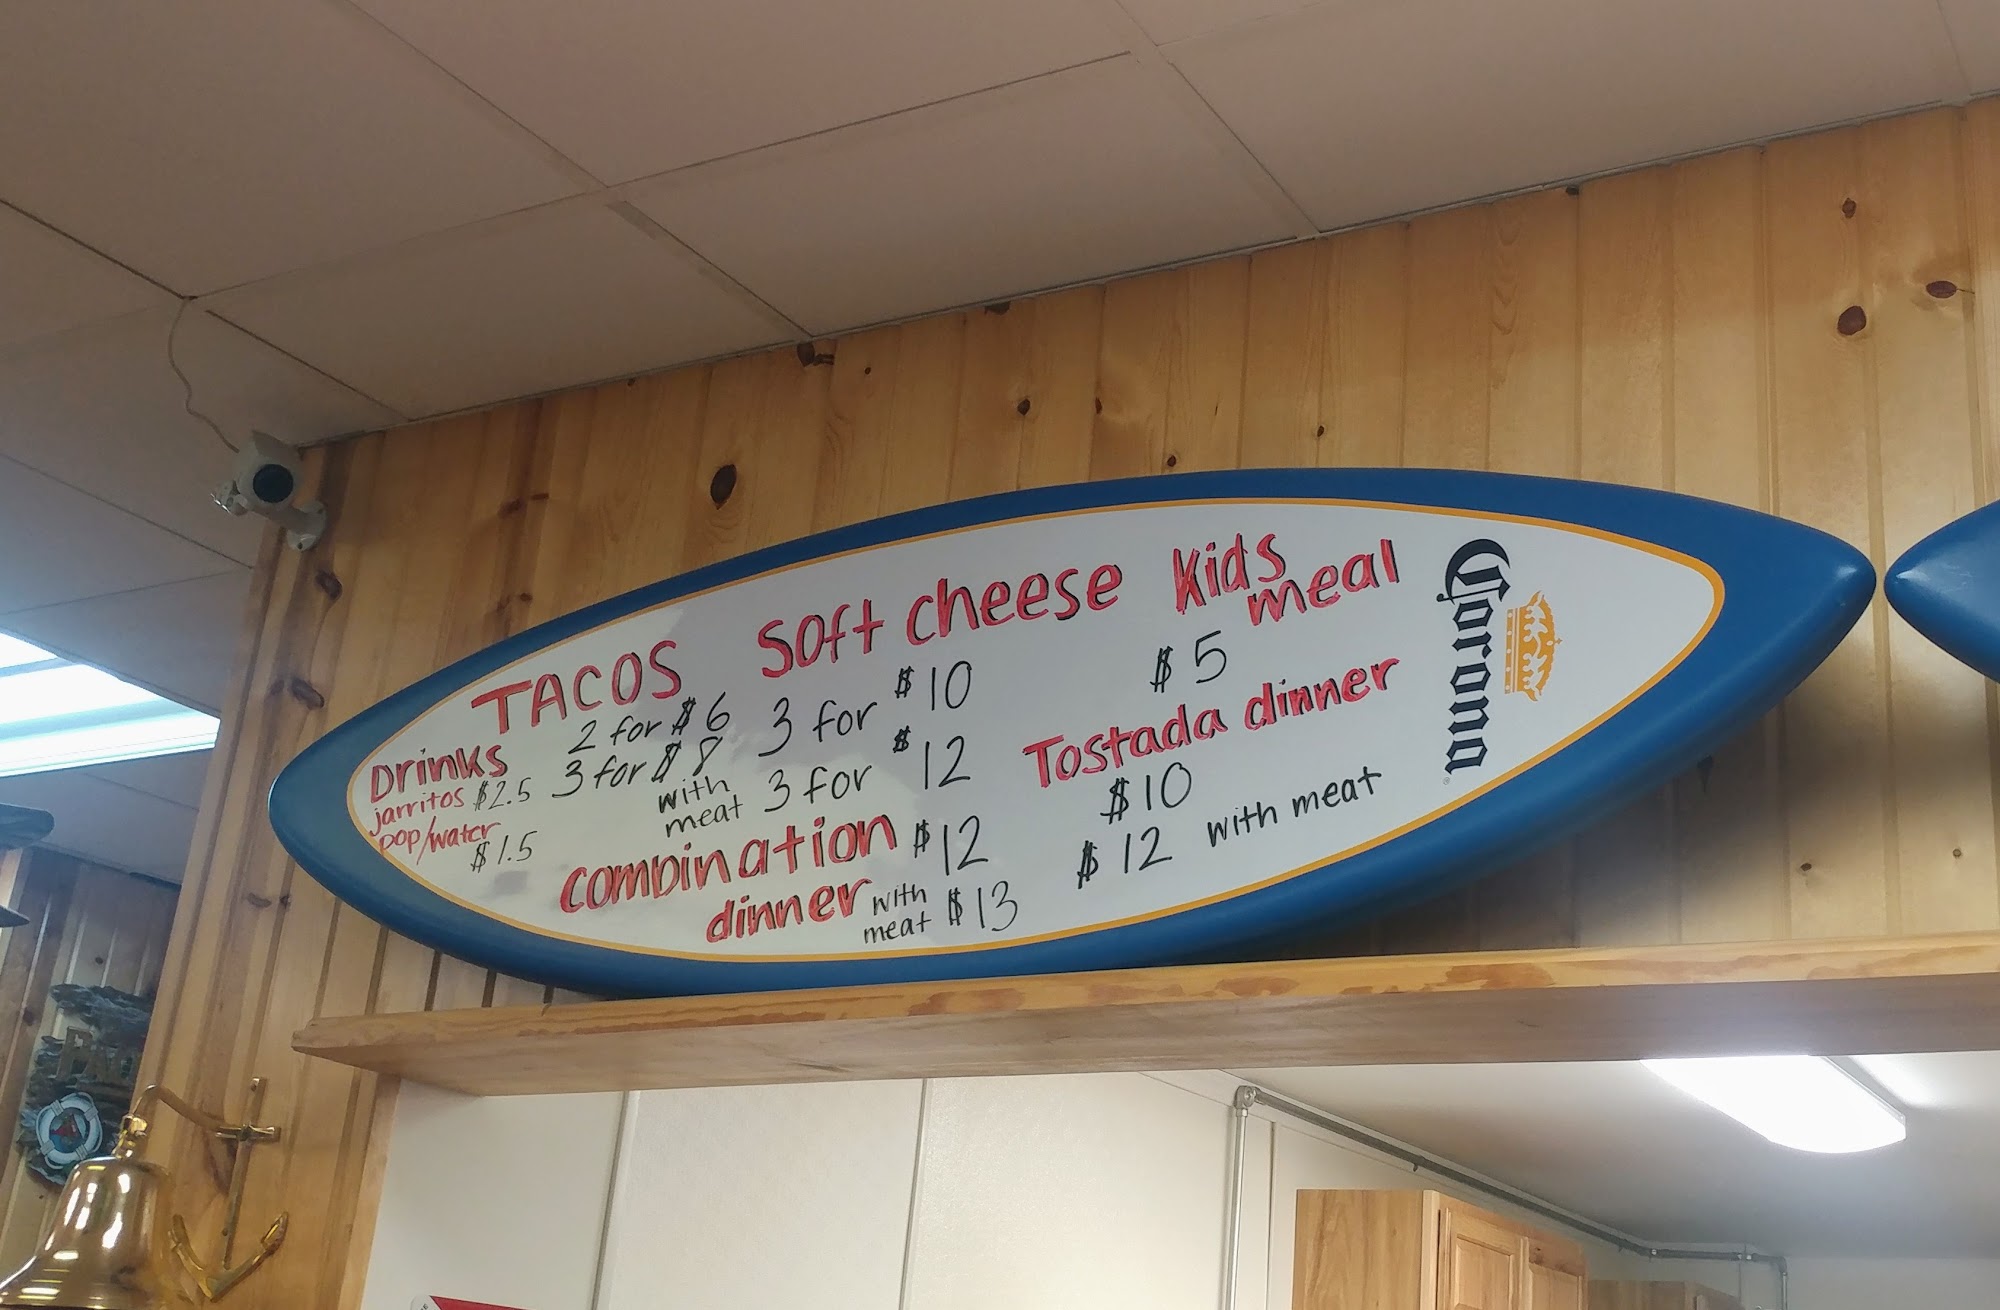 TACOS
2 for $6
3 for $8
Soft cheese
3 for $10
with meat 3 for $12
Kids
meal
$5
Drinks
jarritos $2.5
pop/water
$1.5
Combination $12
dinner with
meat $13
Tostada dinner
$10
$12 with meat
Corona